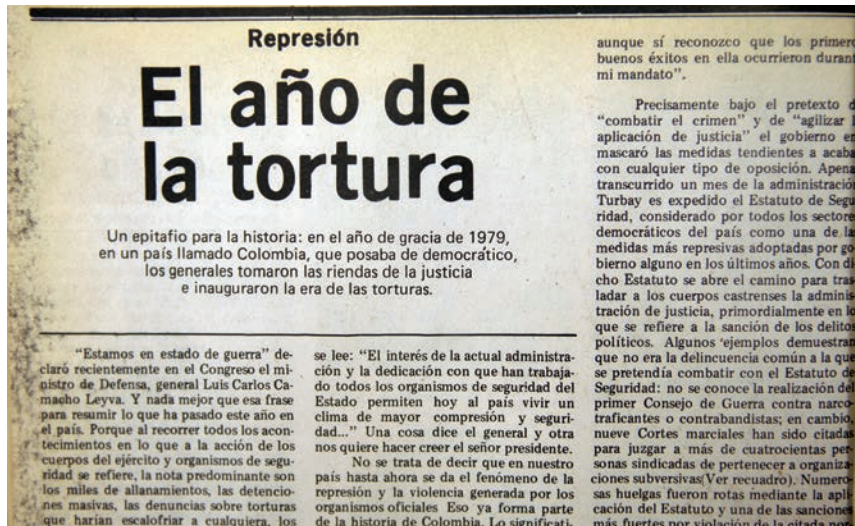 Represión
El año de
la tortura
Un epitafio para la historia: en el año de gracia de 1979,
en un país llamado Colombia, que posaba de democrático,
los generales tomaron las riendas de la justicia
e inauguraron la era de las torturas.
"Estamos en estado de guerra" de-
claró recientemente en el Congreso el mi-
nistro de Defensa, general Luis Carlos Ca-
macho Leyva. Y nada mejor que esa frase
para resumir lo que ha pasado este año en
el país. Porque al recorrer todos los acon-
tecimientos en lo que a la acción de los
cuerpos del ejército y organismos de segu-
ridad se refiere, la nota predominante son
los miles de allanamientos, las detencio-
nes masivas, las denuncias sobre torturas
que harían escalofriar a cualquiera, los
se lee: "El interés de la actual administra-
ción y la dedicación con que han trabaja-
do todos los organismos de seguridad del
Estado permiten hoy al país vivir un
clima de mayor compresión y seguri-
dad..." Una cosa dice el general y otra
nos quiere hacer creer el señor presidente.
No se trata de decir que en nuestro
país hasta ahora se da el fenómeno de la
represión y la violencia generada por los
organismos oficiales Eso ya forma parte
de la historia de Colombia. Lo significati-
aunque sí reconozco que los primero
buenos éxitos en ella ocurrieron duran
mi mandato".
Precisamente bajo el pretexto d
"combatir el crimen" y de "agilizar l
aplicación de justicia" el gobierno en
mascaró las medidas tendientes a acaba
con cualquier tipo de oposición. Apena
transcurrido un mes de la administració
Turbay es expedido el Estatuto de Segu
ridad, considerado por todos los sectore
democráticos del país como una de la
medidas más represivas adoptadas por go
bierno alguno en los últimos años. Con di
cho Estatuto se abre el camino para tras
ladar a los cuerpos castrenses la adminis
tración de justicia, primordialmente en lo
que se refiere a la sanción de los delitos
políticos. Algunos 'ejemplos demuestran
que no era la delincuencia común a la que
se pretendía combatir con el Estatuto de
Seguridad: no se conoce la realización del
primer Consejo de Guerra contra narco-
traficantes o contrabandistas; en cambio,
nueve Cortes marciales han sido citadas
para juzgar a más de cuatrocientas per-
sonas sindicadas de pertenecer a organiza-
ciones subversivas(Ver recuadro). Numero-
sas huelgas fueron rotas mediante la apli-
cación del Estatuto y una de las sanciones
más fuertes por violación de la citada